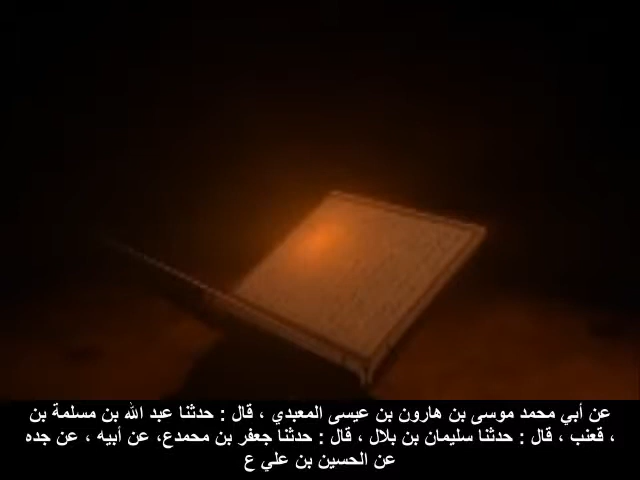 عن أبي محمد موسى بن هارون بن عيسى المعبدي ، قال : حدثنا عبد الله بن مسلمة بن
قعنب ، قال : حدثنا سليمان بن بلال ، قال : حدثنا جعفر بن محمدع، عن أبيه ، عن جده ،
عن الحسين بن علي ع